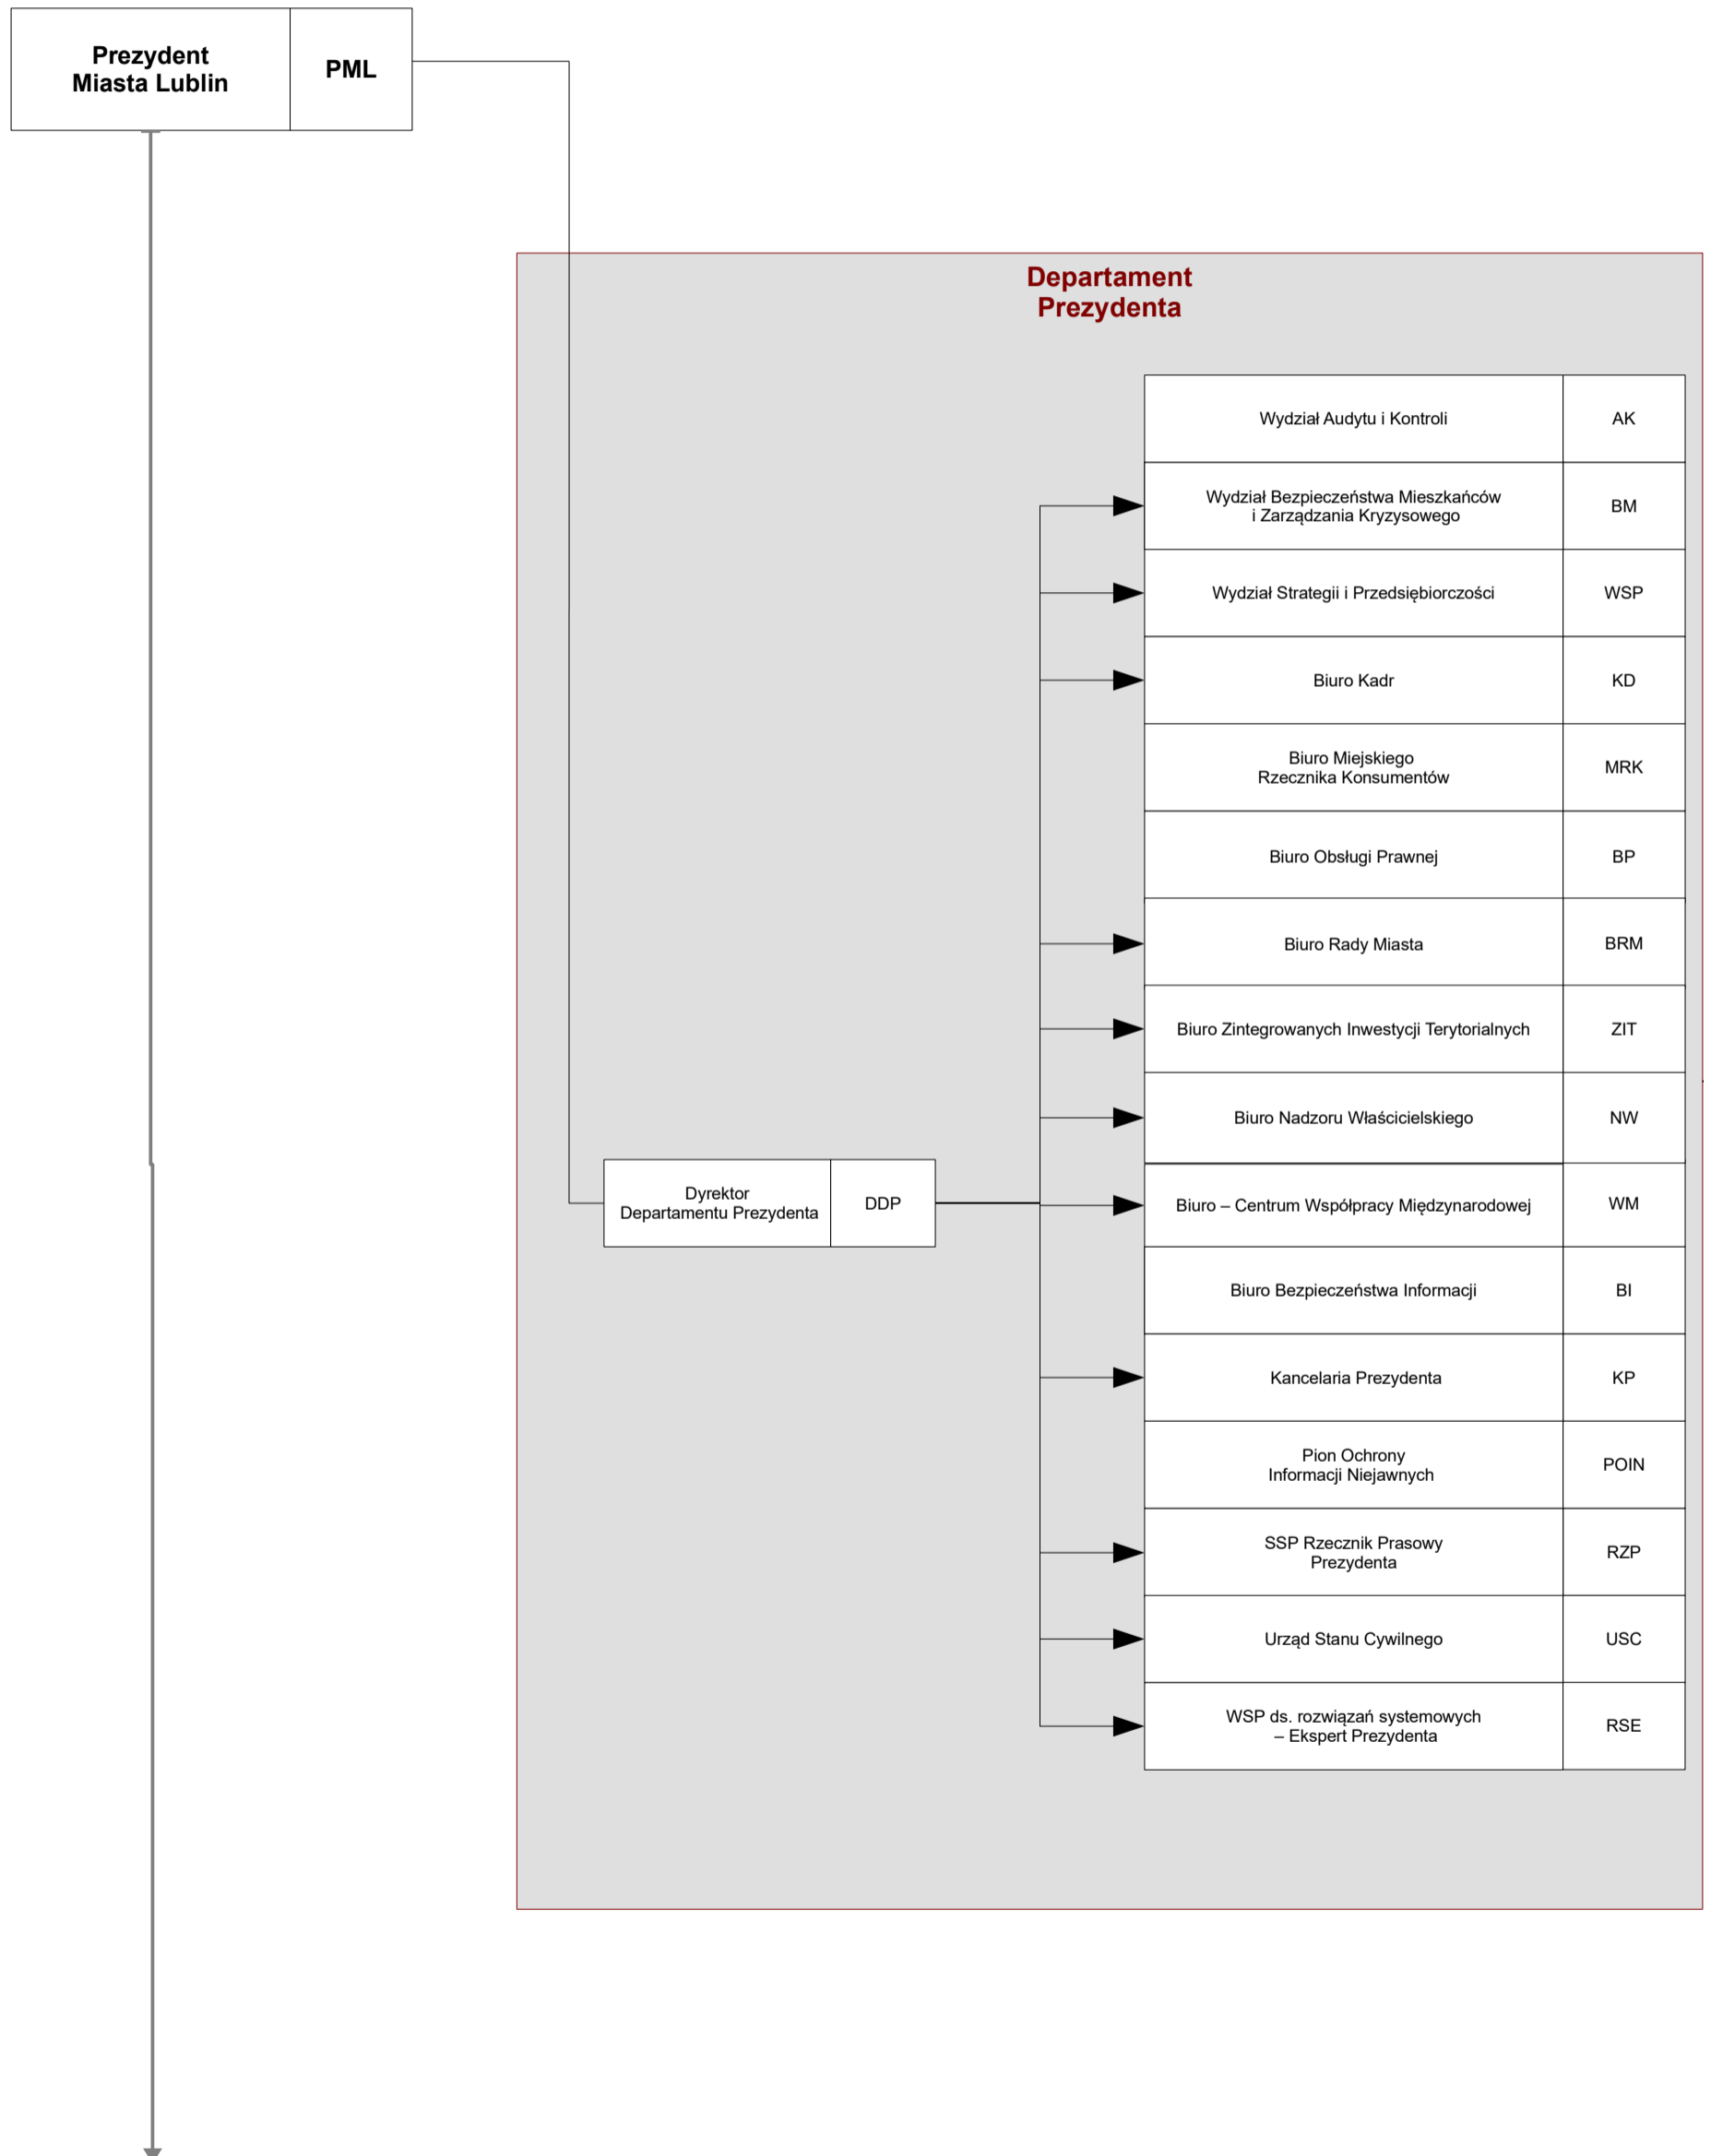 Prezydent
Miasta Lublin
PML
Departament
Prezydenta
Wydział Audytu i Kontroli
AK
Wydział Bezpieczeństwa Mieszkańców
i Zarządzania Kryzysowego
BM
Wydział Strategii i Przedsiębiorczości
WSP
Biuro Kadr
KD
Biuro Miejskiego
Rzecznika Konsumentów
MRK
Biuro Obsługi Prawnej
BP
Biuro Rady Miasta
BRM
Biuro Zintegrowanych Inwestycji Terytorialnych
ZIT
Biuro Nadzoru Właścicielskiego
NW
Dyrektor
Departamentu Prezydenta
DDP
Biuro – Centrum Współpracy Międzynarodowej
WM
Biuro Bezpieczeństwa Informacji
BI
Kancelaria Prezydenta
KP
Pion Ochrony
Informacji Niejawnych
POIN
SSP Rzecznik Prasowy
Prezydenta
RZP
Urząd Stanu Cywilnego
USC
WSP ds. rozwiązań systemowych
– Ekspert Prezydenta
RSE